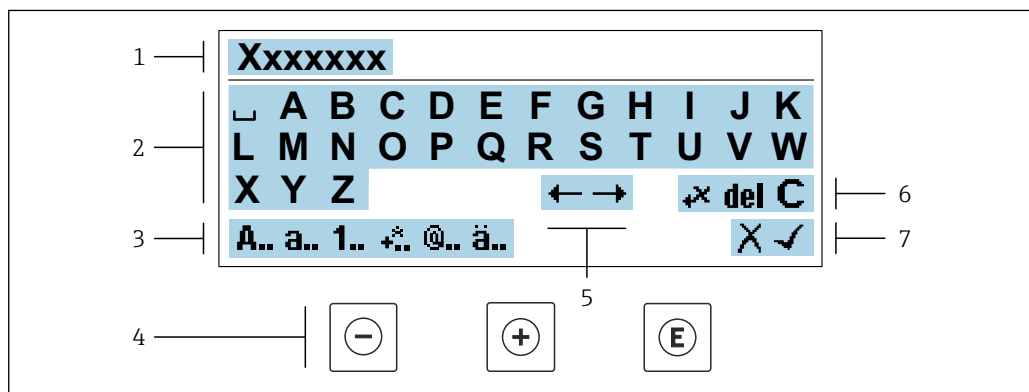 1 Xxxxxxx
␣ A B C D E F G H I J K
2 L M N O P Q R S T U V W
X Y Z ← → +x del C 6
3 A.. a.. 1.. +*.. @.. ä.. X ✓ 7
5
4 − + E